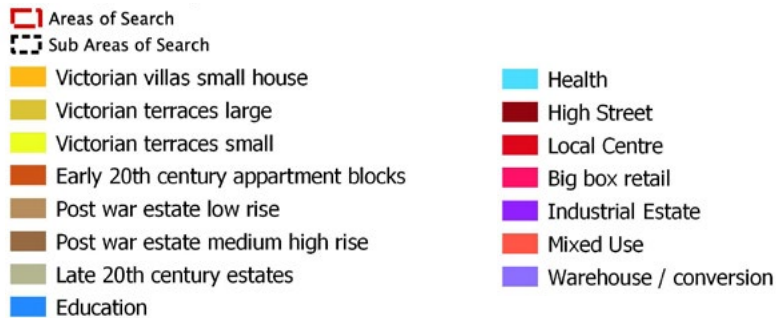 Areas of Search
Sub Areas of Search
Victorian villas small house
Victorian terraces large
Victorian terraces small
Early 20th century appartment blocks
Post war estate low rise
Post war estate medium high rise
Late 20th century estates
Education
Health
High Street
Local Centre
Big box retail
Industrial Estate
Mixed Use
Warehouse / conversion